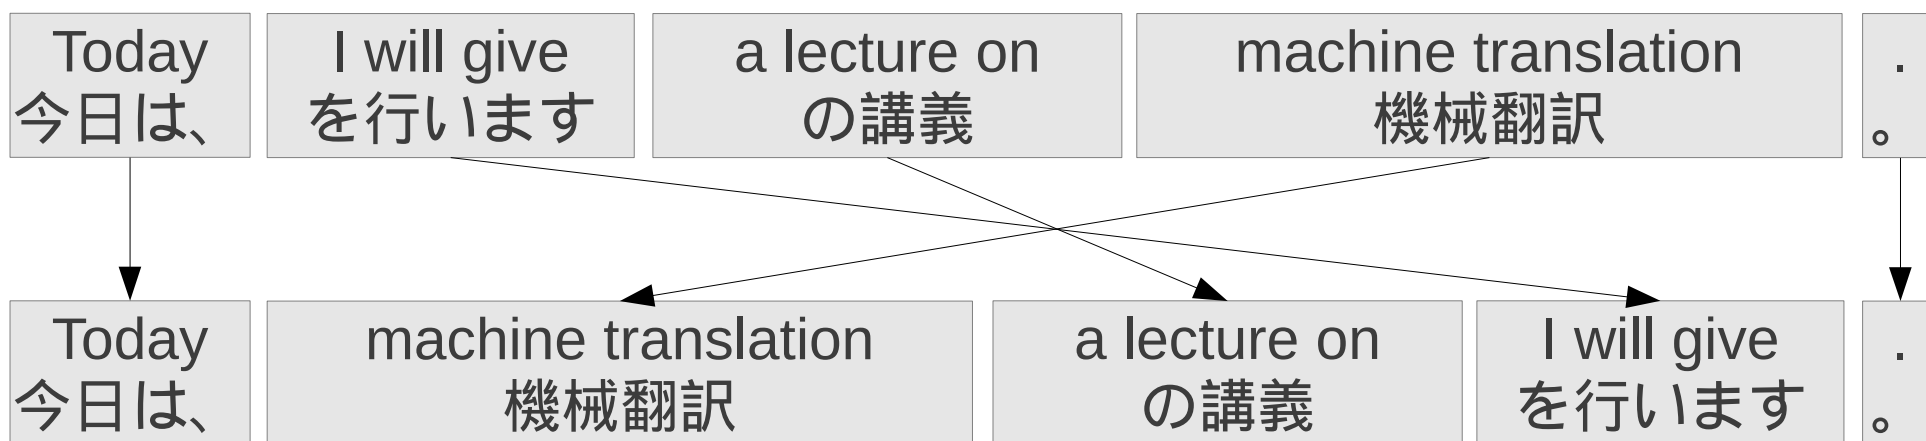 Today I will give a lecture on machine translation .
今日は、 を行います の講義 機械翻訳 。
Today machine translation a lecture on I will give .
今日は、 機械翻訳 の講義 を行います 。